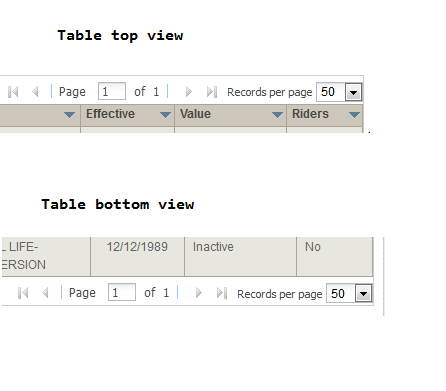 Table top view
Page 1 of 1 Records per page 50
Effective Value Riders
Table bottom view
L LIFE- 12/12/1989 Inactive No
ERSION
Page 1 of 1 Records per page 50